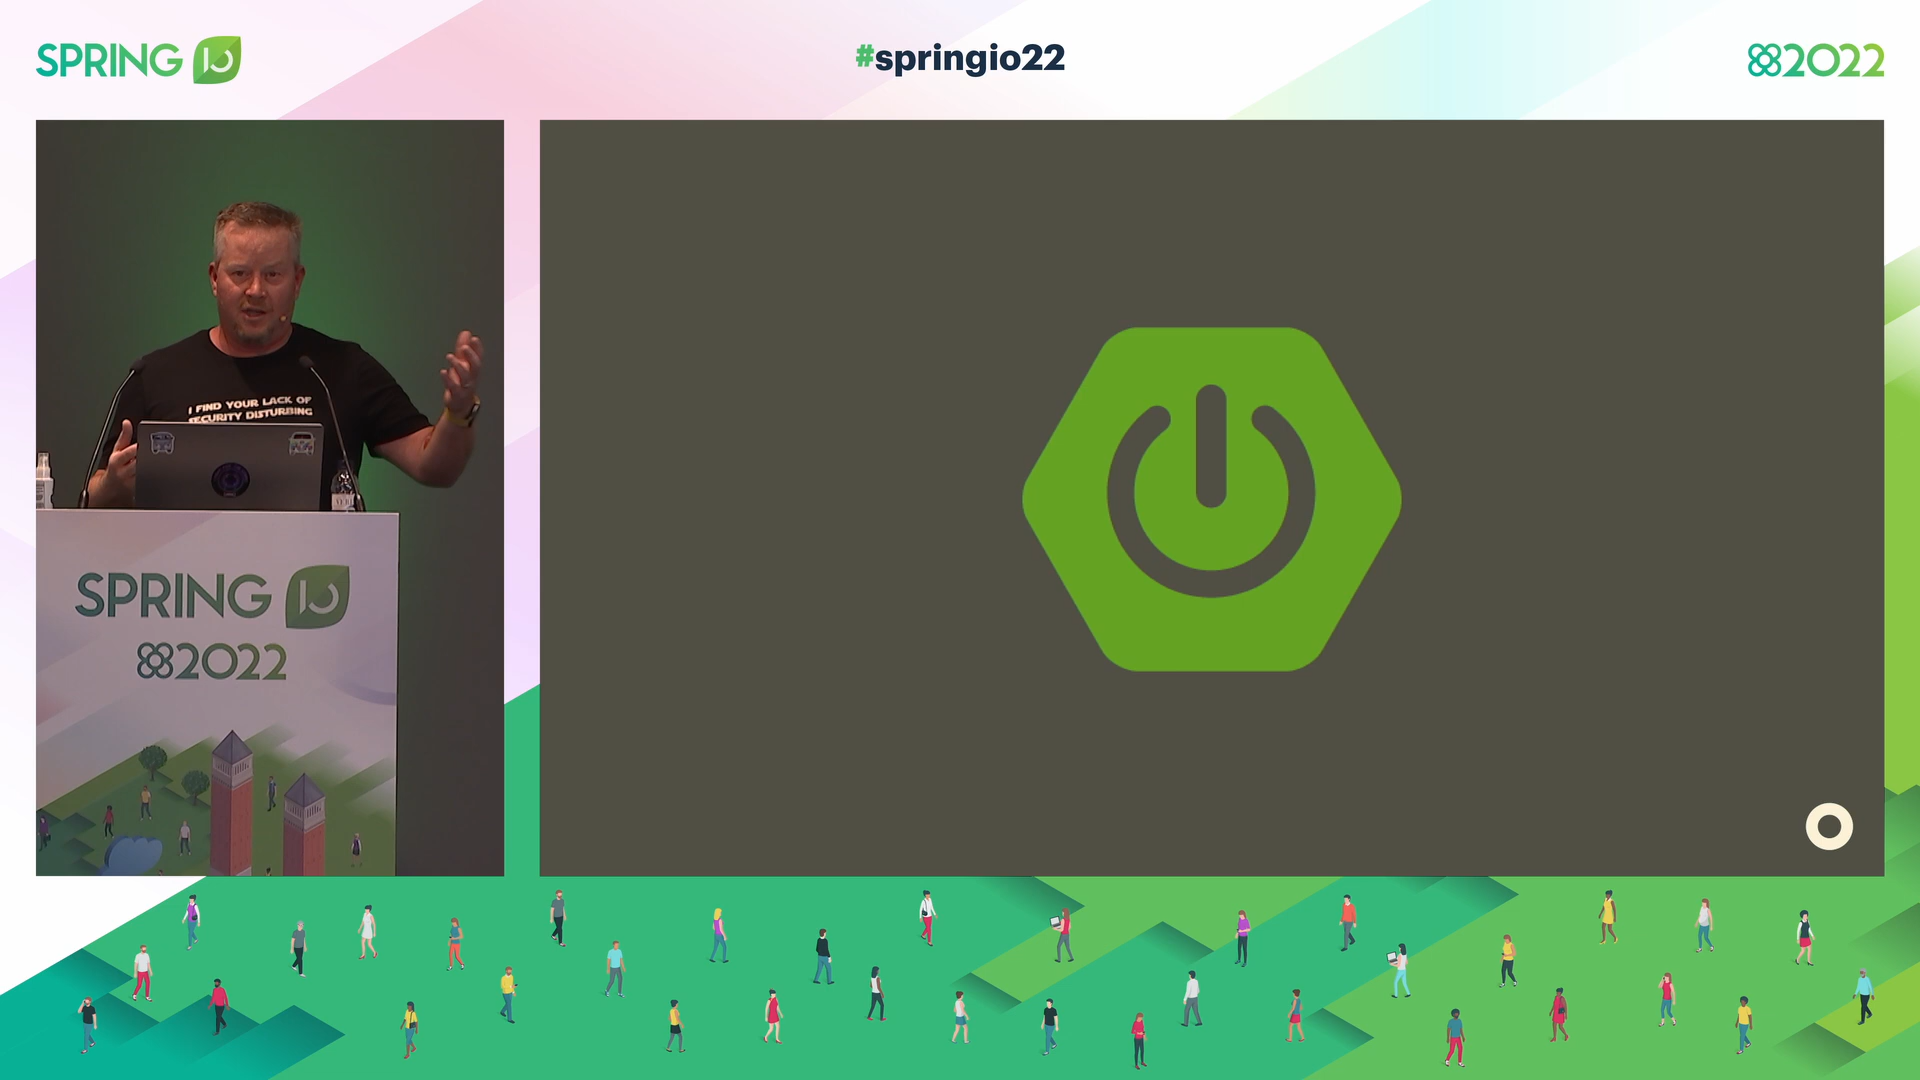 SPRING IO
#springio22
2022
I FIND YOUR LACK OF
SECURITY DISTURBING
SPRING IO
2022